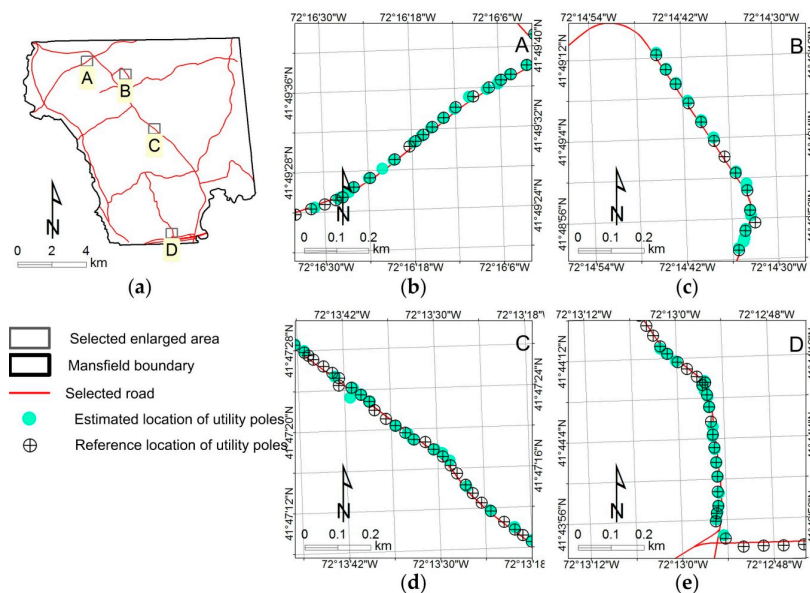 A
B
C
D
N
0 2 4
km
(a)
72°16'30"W 72°16'18"W 72°16'6"W
A
41°49'40"N
41°49'36"N
41°49'32"N
41°49'28"N
41°49'24"N
N
0 0.1 0.2
km
72°16'30"W 72°16'18"W 72°16'6"W
(b)
72°14'54"W 72°14'42"W 72°14'30"W
B
41°49'12"N
41°49'4"N
41°48'56"N
N
0 0.1 0.2
km
72°14'54"W 72°14'42"W 72°14'30"W
(c)
Selected enlarged area
Mansfield boundary
Selected road
Estimated location of utility poles
Reference location of utility poles
72°13'42"W 72°13'30"W 72°13'18"W
C
41°47'28"N
41°47'24"N
41°47'20"N
41°47'16"N
41°47'12"N
N
0 0.1 0.2
km
72°13'42"W 72°13'30"W 72°13'18"W
(d)
72°13'12"W 72°13'0"W 72°12'48"W
D
41°44'12"N
41°44'4"N
41°43'56"N
N
0 0.1 0.2
km
72°13'12"W 72°13'0"W 72°12'48"W
(e)